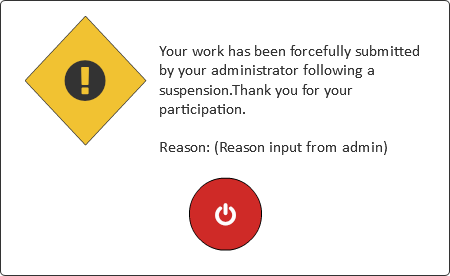 Your work has been forcefully submitted
by your administrator following a
suspension.Thank you for your
participation.
Reason: (Reason input from admin)